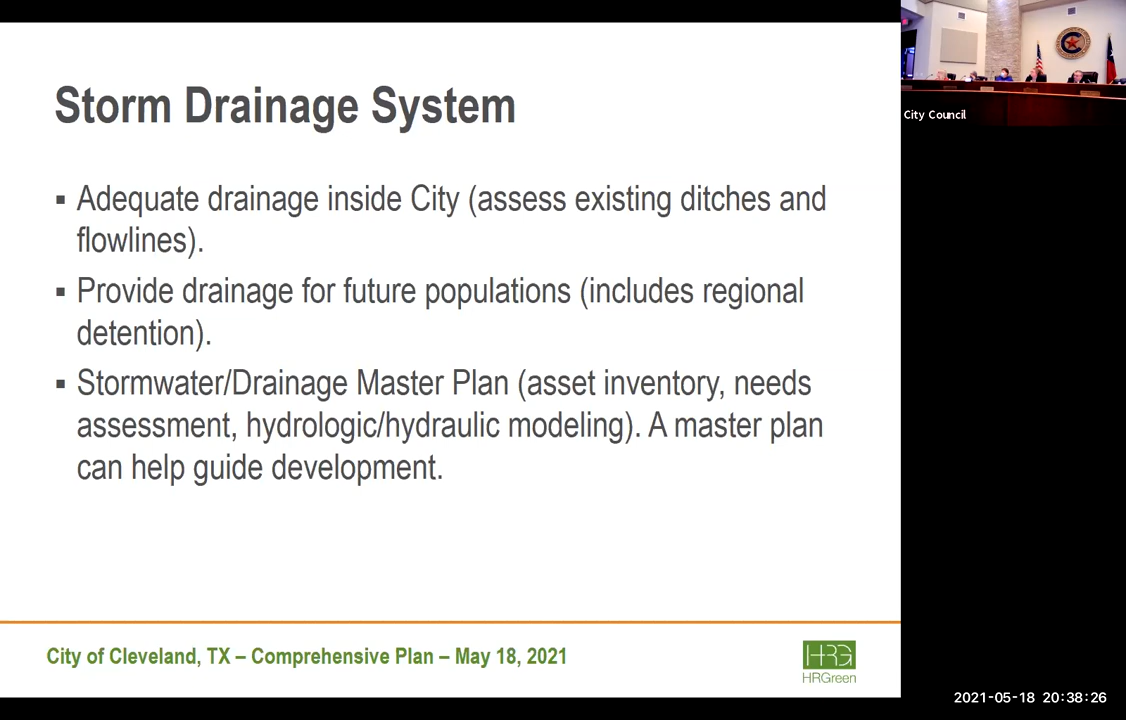 Storm Drainage System
▪ Adequate drainage inside City (assess existing ditches and
flowlines).
▪ Provide drainage for future populations (includes regional
detention).
▪ Stormwater/Drainage Master Plan (asset inventory, needs
assessment, hydrologic/hydraulic modeling). A master plan
can help guide development.
City of Cleveland, TX – Comprehensive Plan – May 18, 2021
HRG
HRGreen
City Council
2021-05-18 20:38:26